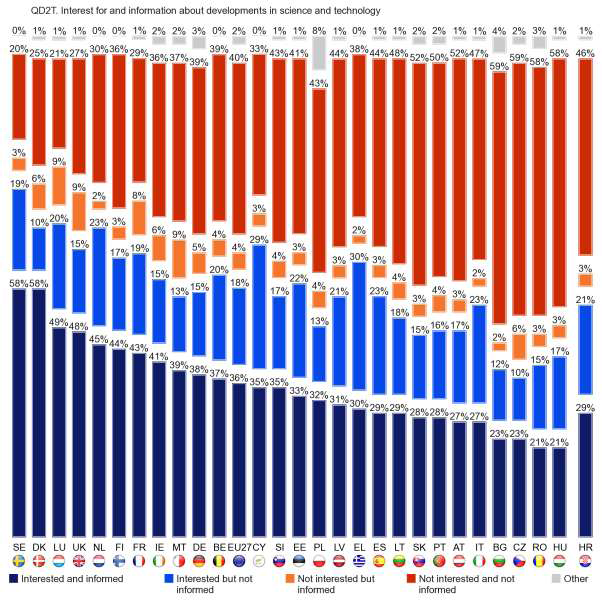 QD2T. Interest for and information about developments in science and technology
0% 1% 1% 1% 0% 0% 1% 2% 2% 3% 0% 2% 0% 1% 1% 8% 1% 0% 1% 1% 1% 1% 1% 1% 4% 2% 3% 1% 1%
20% 25% 21% 27% 30% 36% 29% 36% 37% 39% 39% 40% 33% 43% 41% 43% 44% 38% 44% 48% 52% 50% 52% 47% 59% 59% 58% 58% 46%
3% 6% 9% 9% 2% 3% 8% 6% 9% 5% 4% 4% 3% 4% 3% 4% 3% 2% 3% 4% 3% 4% 3% 2% 2% 6% 3% 3% 3%
19% 10% 20% 15% 23% 17% 19% 15% 13% 15% 20% 18% 29% 17% 22% 13% 21% 30% 23% 18% 15% 16% 17% 23% 12% 10% 15% 17% 21%
58% 58% 49% 48% 45% 44% 43% 41% 39% 38% 37% 36% 35% 35% 33% 32% 31% 30% 29% 29% 28% 28% 27% 27% 23% 23% 21% 21% 29%
SE DK LU UK NL FI FR IE MT DE BE EU27 CY SI EE PL LV EL ES LT SK PT AT IT BG CZ RO HU HR
Interested and informed
Interested but not
informed
Not interested but
informed
Not interested and not
informed
Other